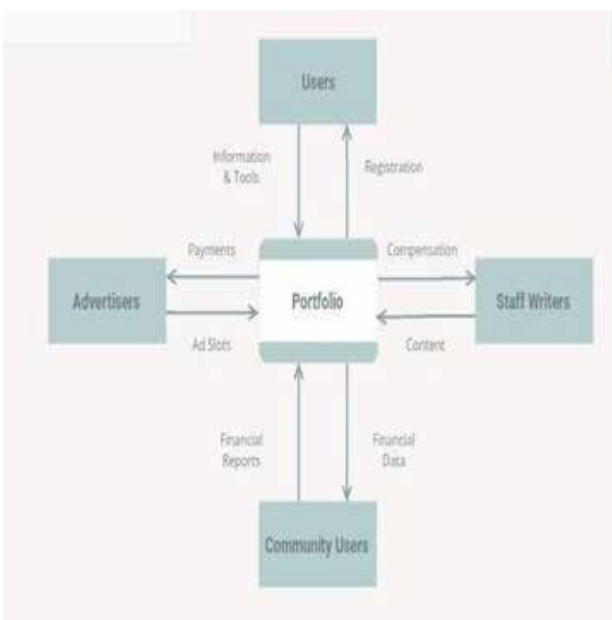 Users
Information
& Tools
Registration
Payments
Compensation
Advertisers
Portfolio
Staff Writers
Ad Slots
Content
Financial
Reports
Financial
Data
Community Users